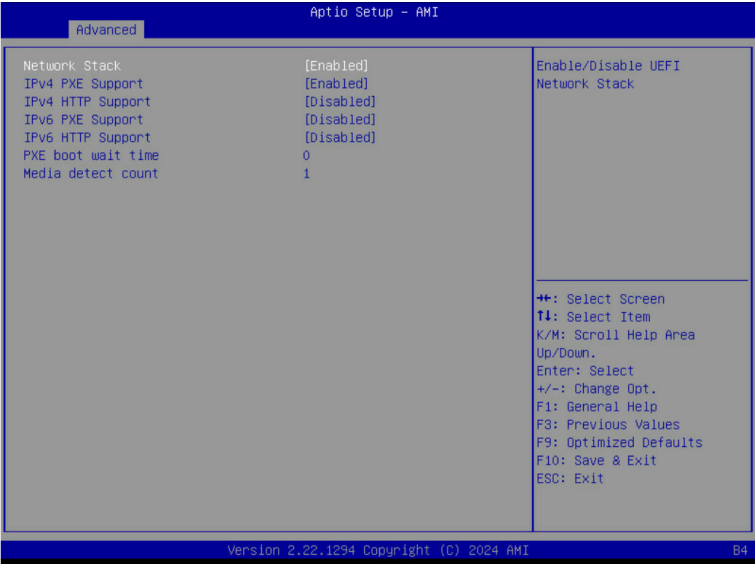 Aptio Setup – AMI
Advanced
Network Stack [Enabled]
IPv4 PXE Support [Enabled]
IPv4 HTTP Support [Disabled]
IPv6 PXE Support [Disabled]
IPv6 HTTP Support [Disabled]
PXE boot wait time 0
Media detect count 1
Enable/Disable UEFI
Network Stack
→←: Select Screen
↑↓: Select Item
K/M: Scroll Help Area
Up/Down.
Enter: Select
+/-: Change Opt.
F1: General Help
F3: Previous Values
F9: Optimized Defaults
F10: Save & Exit
ESC: Exit
Version 2.22.1294 Copyright (C) 2024 AMI
B4